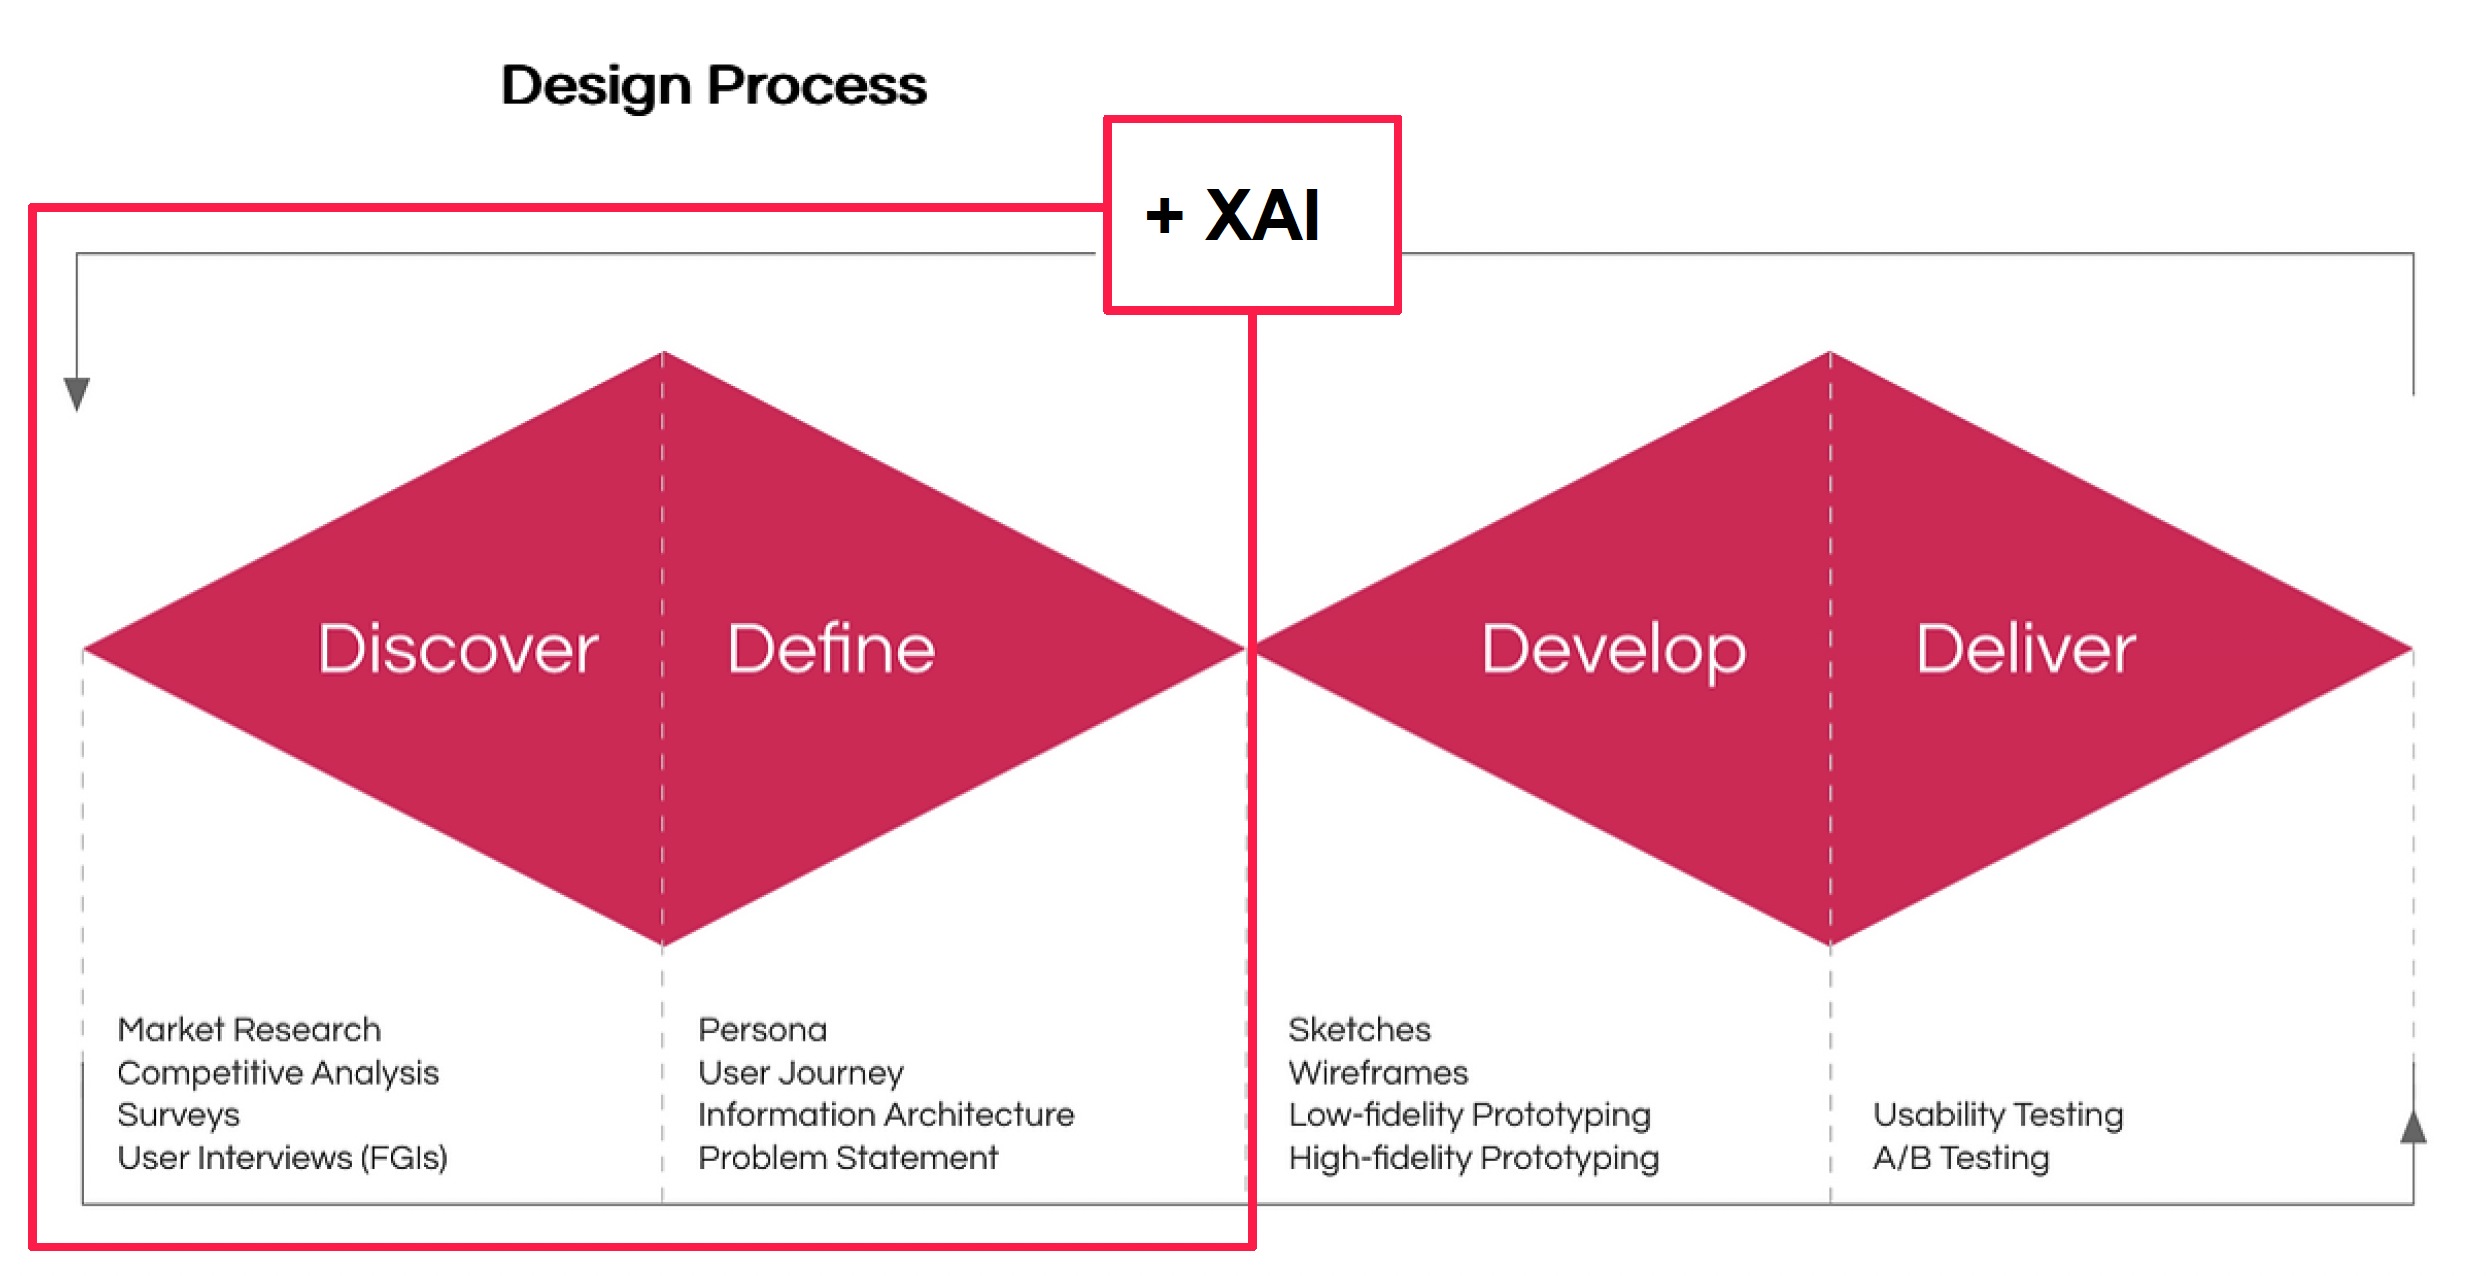 Design Process
+ XAI
Discover
Define
Develop
Deliver
Market Research
Competitive Analysis
Surveys
User Interviews (FGIs)
Persona
User Journey
Information Architecture
Problem Statement
Sketches
Wireframes
Low-fidelity Prototyping
High-fidelity Prototyping
Usability Testing
A/B Testing